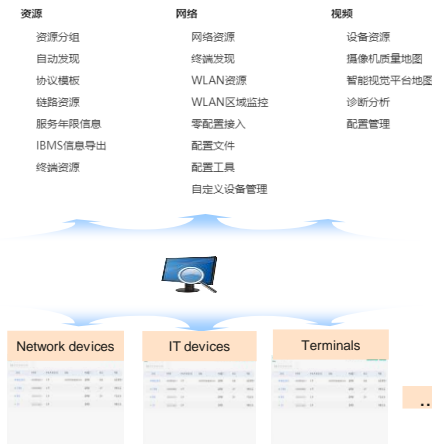 资源
资源分组
自动发现
协议模板
链路资源
服务年限信息
IBMS信息导出
终端资源
网络
网络资源
终端发现
WLAN资源
WLAN区域监控
零配置接入
配置文件
配置工具
自定义设备管理
视频
设备资源
摄像机质量地图
智能视觉平台地图
诊断分析
配置管理
Network devices
IT devices
Terminals
..